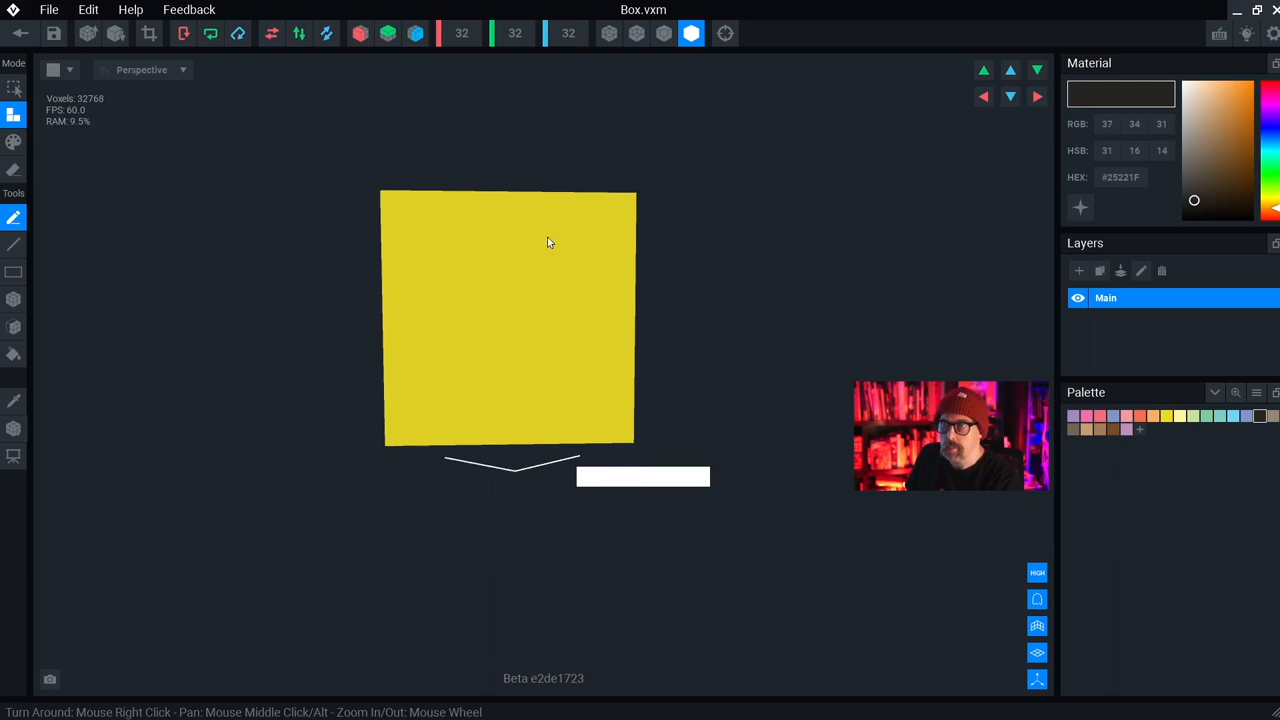 File Edit Help Feedback Box.vxm
32 32 32
Mode
Tools
Perspective
Voxels: 32768
FPS: 60.0
RAM: 9.5%
Material
RGB: 37 34 31
HSB: 31 16 14
HEX: #25221F
Layers
Main
Palette
HIGH
Beta e2de1723
Turn Around: Mouse Right Click - Pan: Mouse Middle Click/Alt - Zoom In/Out: Mouse Wheel